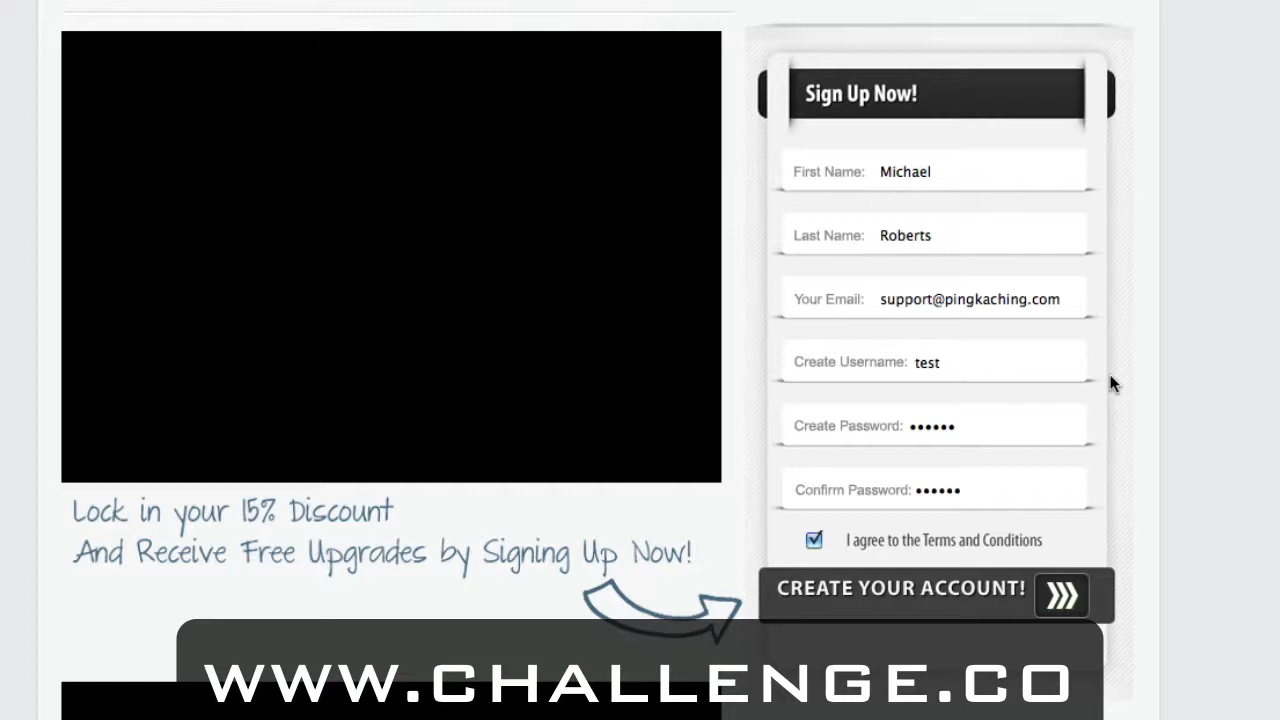 Sign Up Now!
First Name: Michael
Last Name: Roberts
Your Email: support@pingkaching.com
Create Username: test
Create Password: ••••••
Confirm Password: ••••••
I agree to the Terms and Conditions
CREATE YOUR ACCOUNT!
Lock in your 15% Discount
And Receive Free Upgrades by Signing Up Now!
WWW.CHALLENGE.CO